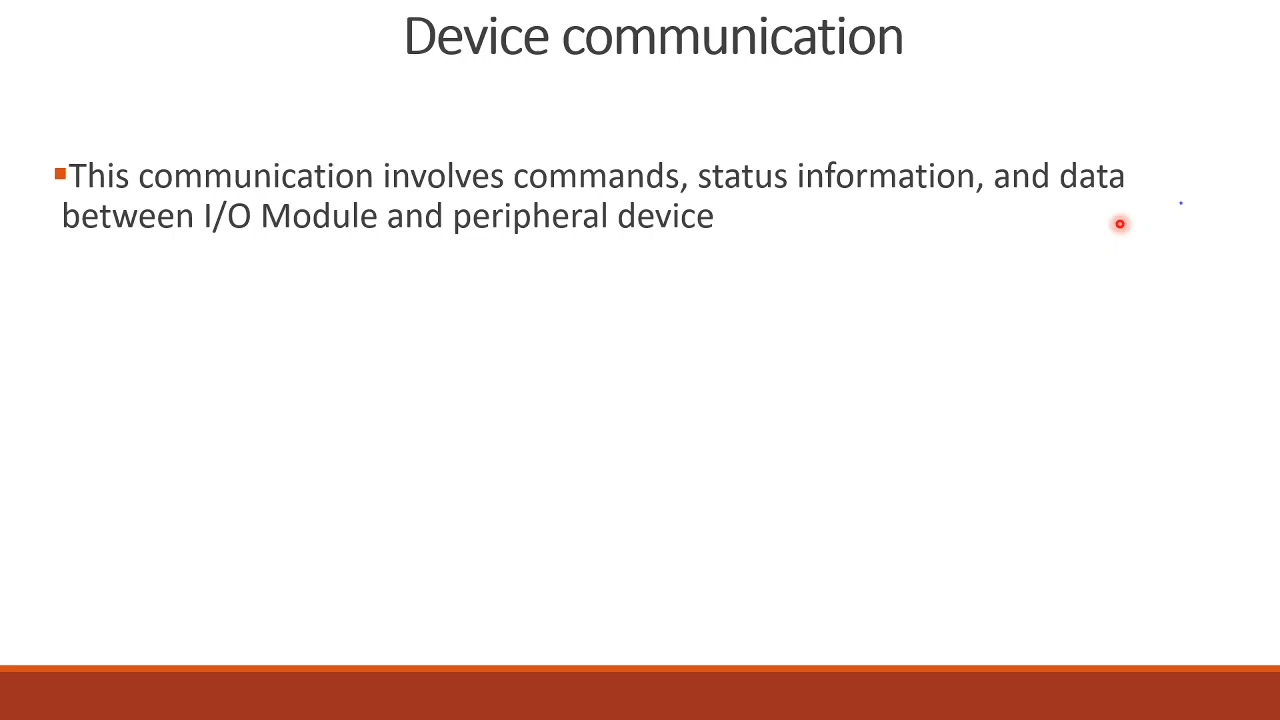 Device communication
▪This communication involves commands, status information, and data
between I/O Module and peripheral device